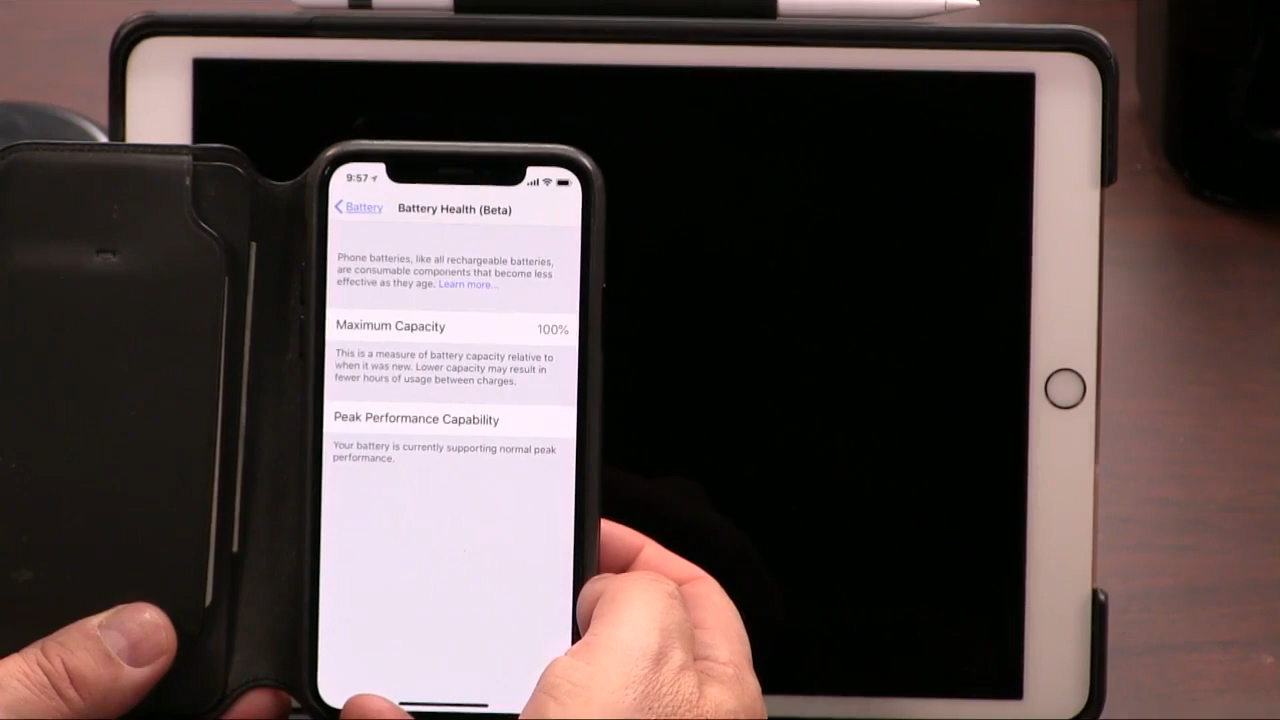 9:57
Battery
Battery Health (Beta)
Phone batteries, like all rechargeable batteries,
are consumable components that become less
effective as they age. Learn more...
Maximum Capacity 100%
This is a measure of battery capacity relative to
when it was new. Lower capacity may result in
fewer hours of usage between charges.
Peak Performance Capability
Your battery is currently supporting normal peak
performance.